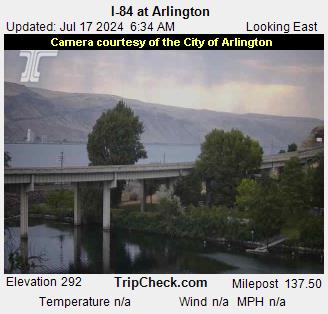 I-84 at Arlington
Updated: Jul 17 2024 6:34 AM Looking East
Camera courtesy of the City of Arlington
Elevation 292 TripCheck.com Milepost 137.50
Temperature n/a Wind n/a MPH n/a